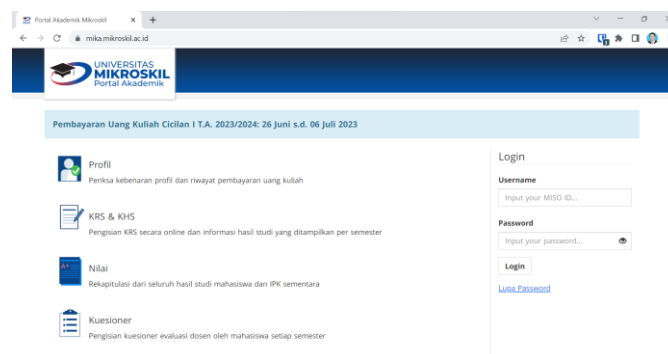 Portal Akademik Mikroskil
mika.mikroskil.ac.id
UNIVERSITAS
MIKROSKIL
Portal Akademik
Pembayaran Uang Kuliah Cicilan I T.A. 2023/2024: 26 Juni s.d. 06 Juli 2023
Profil
Periksa kebenaran profil dan riwayat pembayaran uang kuliah
KRS & KHS
Pengisian KRS secara online dan informasi hasil studi yang ditampilkan per semester
A+
Nilai
Rekapitulasi dari seluruh hasil studi mahasiswa dan IPK sementara
Kuesioner
Pengisian kuesioner evaluasi dosen oleh mahasiswa setiap semester
Login
Username
Input your MISO ID...
Password
Input your password...
Login
Lupa Password